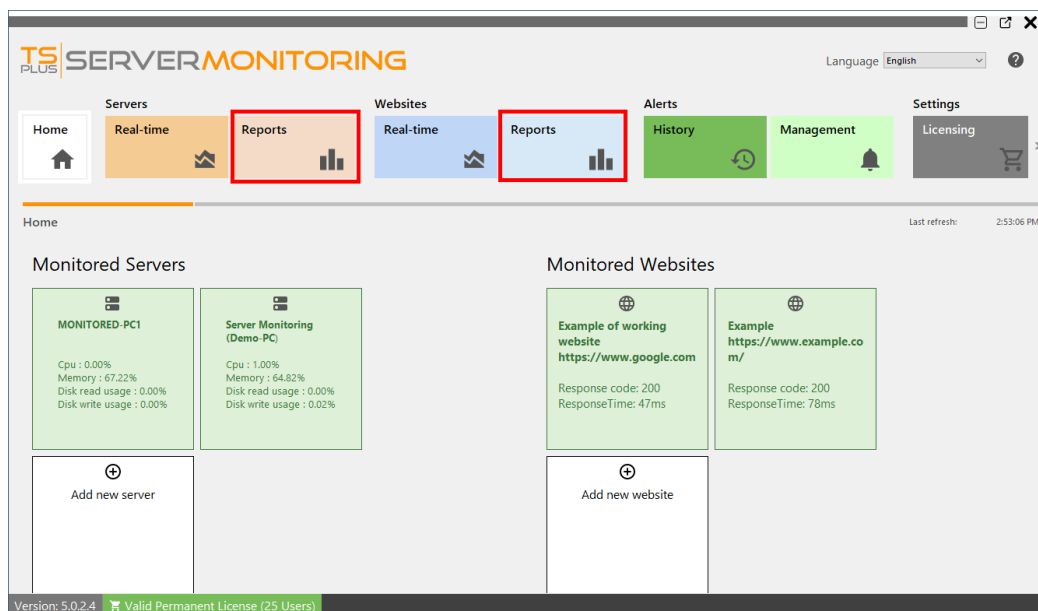 TS PLUS SERVERMONITORING
Language English
Servers
Websites
Alerts
Settings
Home
Real-time
Reports
Real-time
Reports
History
Management
Licensing
Home
Last refresh: 2:53:06 PM
Monitored Servers
Monitored Websites
MONITORED-PC1
Cpu : 0.00%
Memory : 67.22%
Disk read usage : 0.00%
Disk write usage : 0.00%
Server Monitoring
(Demo-PC)
Cpu : 1.00%
Memory : 64.82%
Disk read usage : 0.00%
Disk write usage : 0.02%
Example of working
website
https://www.google.com
Response code: 200
ResponseTime: 47ms
Example
https://www.example.co
m/
Response code: 200
ResponseTime: 78ms
Add new server
Add new website
Version: 5.0.2.4
Valid Permanent License (25 Users)